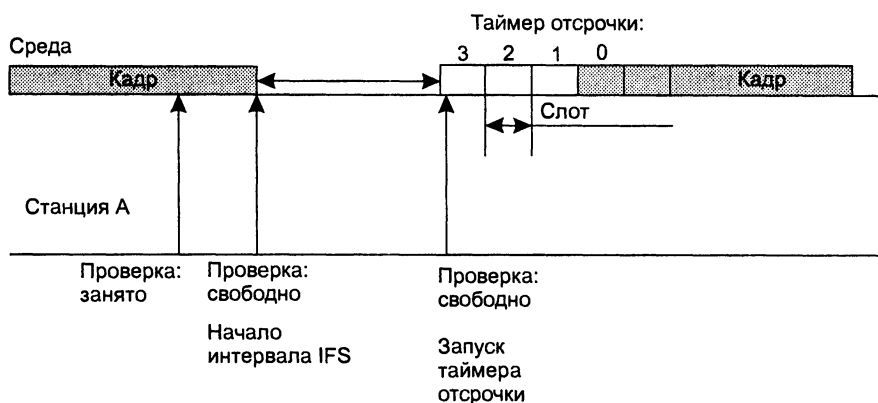 Таймер отсрочки:
Среда
3 2 1 0
Кадр
Кадр
Слот
Станция А
Проверка:
занято
Проверка:
свободно
Начало
интервала IFS
Проверка:
свободно
Запуск
таймера
отсрочки